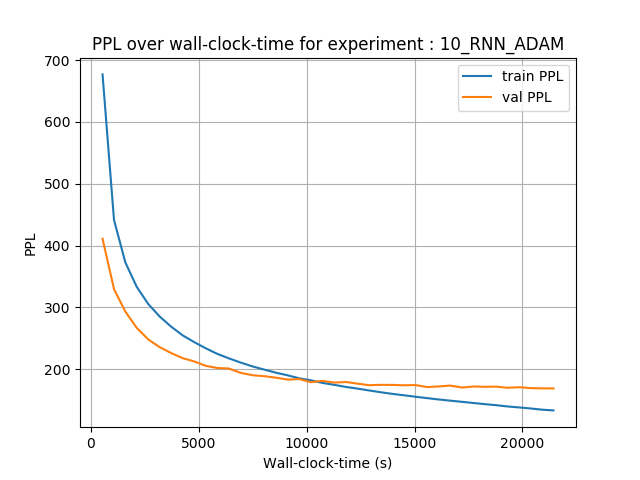 PPL over wall-clock-time for experiment : 10_RNN_ADAM
700
600
500
400
300
200
PPL
train PPL
val PPL
0 5000 10000 15000 20000
Wall-clock-time (s)